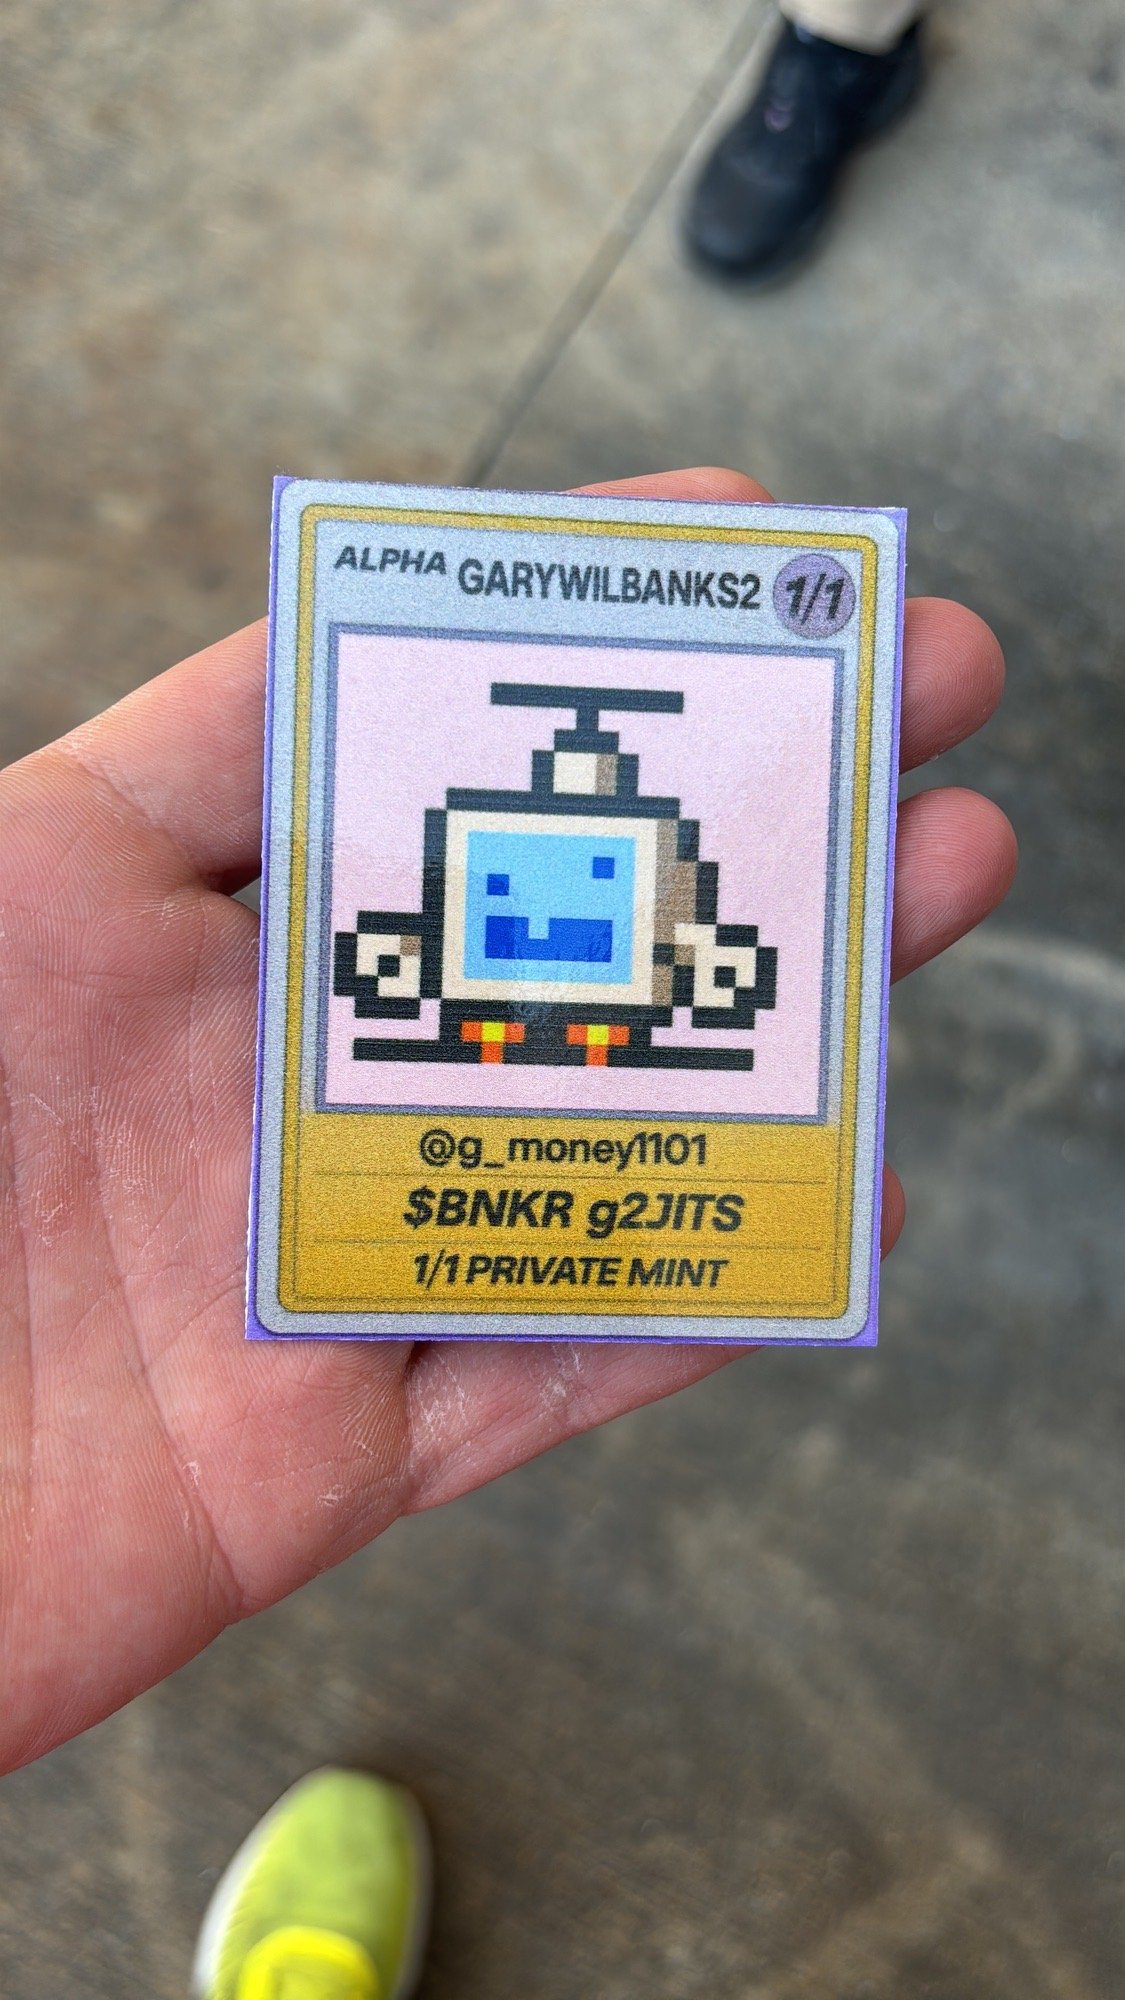 ALPHA GARYWILBANKS2 1/1
@g_money1101
$BNKR g2JITS
1/1 PRIVATE MINT